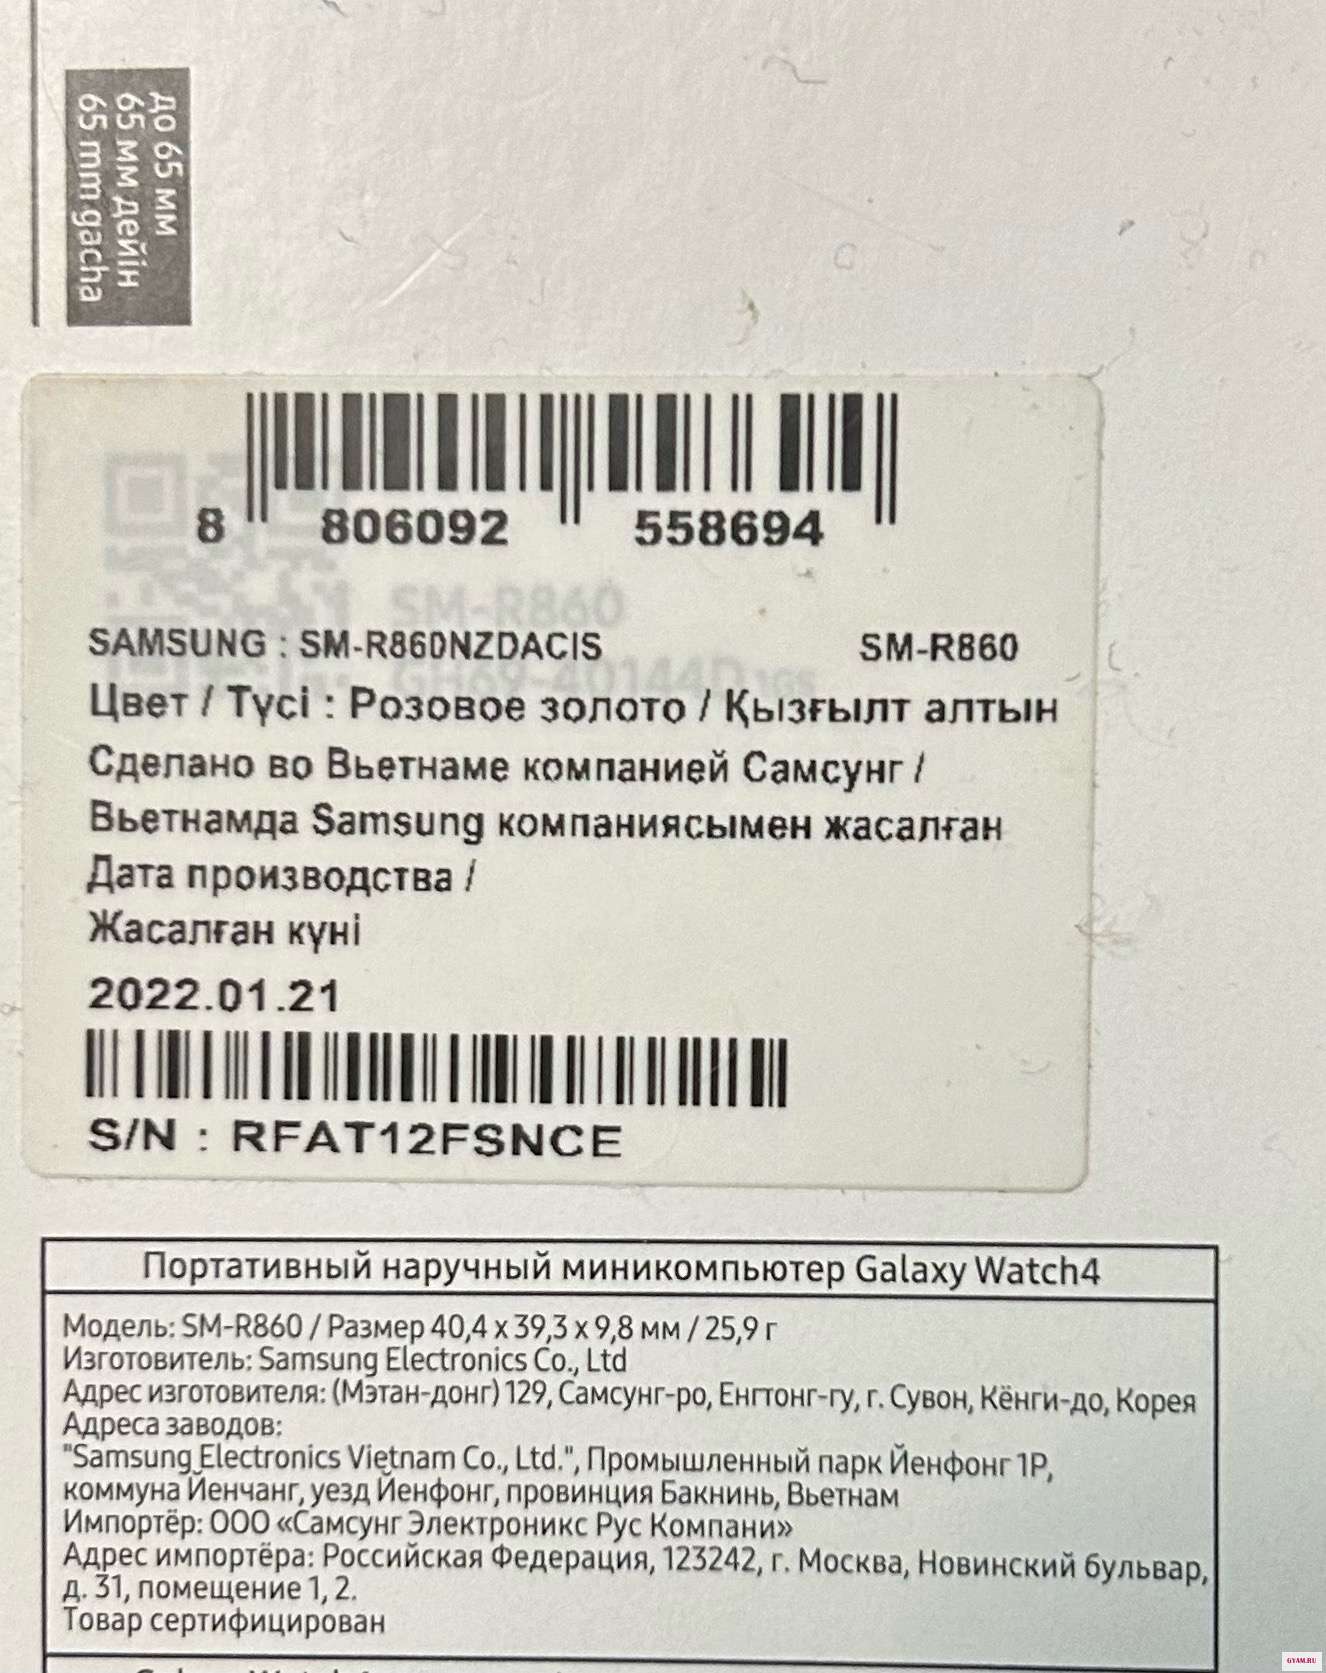 до 65 мм
65 мм дейін
65 mm gacha
8 806092 558694
SM-R860
SAMSUNG : SM-R860NZDACIS SM-R860
GH69-40144D
Цвет / Түсі : Розовое золото / Қызғылт алтын
Сделано во Вьетнаме компанией Самсунг /
Вьетнамда Samsung компаниясымен жасалған
Дата производства /
Жасалған күні
2022.01.21
S/N : RFAT12FSNCE
Портативный наручный миникомпьютер Galaxy Watch4
Модель: SM-R860 / Размер 40,4 x 39,3 x 9,8 мм / 25,9 г
Изготовитель: Samsung Electronics Co., Ltd
Адрес изготовителя: (Мэтан-донг) 129, Самсунг-ро, Енгтонг-гу, г. Сувон, Кёнги-до, Корея
Адреса заводов:
"Samsung Electronics Vietnam Co., Ltd.", Промышленный парк Йенфонг 1Р,
коммуна Йенчанг, уезд Йенфонг, провинция Бакнинь, Вьетнам
Импортёр: ООО «Самсунг Электроникс Рус Компани»
Адрес импортёра: Российская Федерация, 123242, г. Москва, Новинский бульвар,
д. 31, помещение 1, 2.
Товар сертифицирован
GYAM.RU